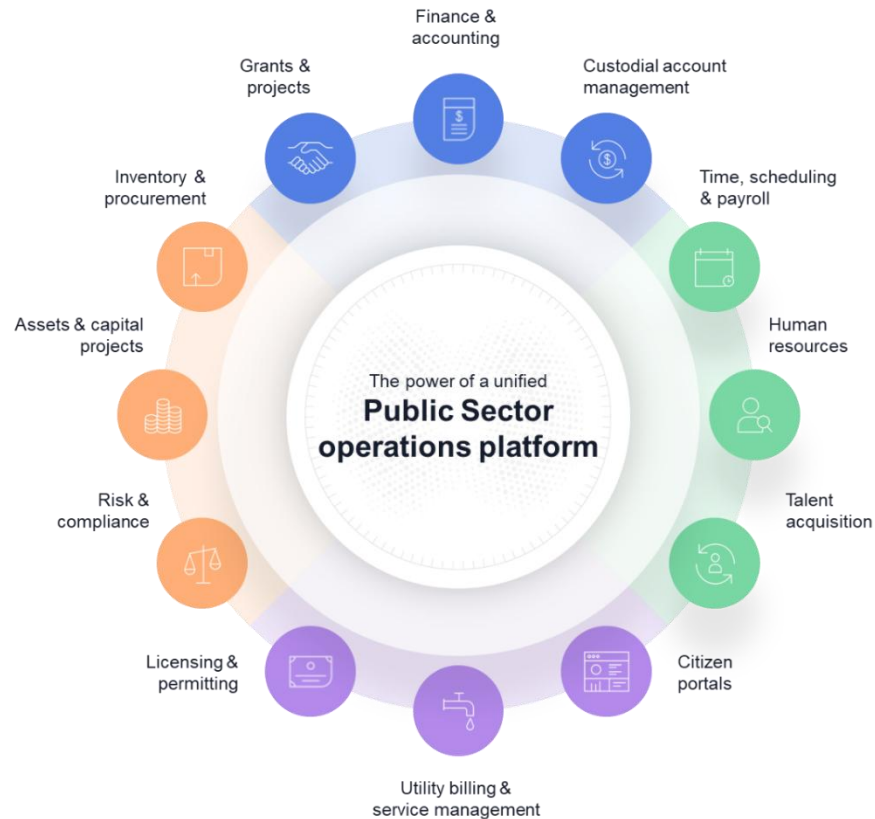 Finance &
accounting
Grants &
projects
Custodial account
management
Inventory &
procurement
Time, scheduling
& payroll
Assets & capital
projects
Human
resources
The power of a unified
Public Sector
operations platform
Risk &
compliance
Talent
acquisition
Licensing &
permitting
Citizen
portals
Utility billing &
service management